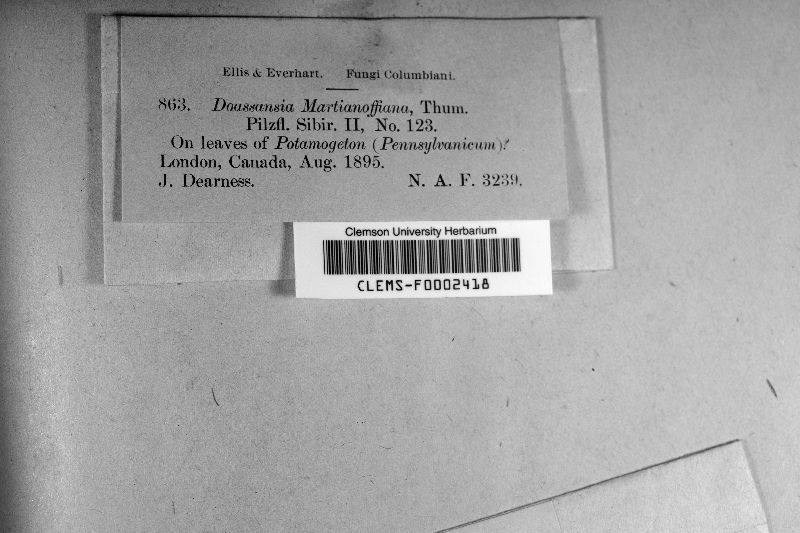 Ellis & Everhart. Fungi Columbiani.
863. Doassansia Martianoffiana, Thum.
Pilzfl. Sibir. II, No. 123.
On leaves of Potamogeton (Pennsylvanicum)?
London, Canada, Aug. 1895.
J. Dearness. N. A. F. 3239.
Clemson University Herbarium
CLEMS-F0002418